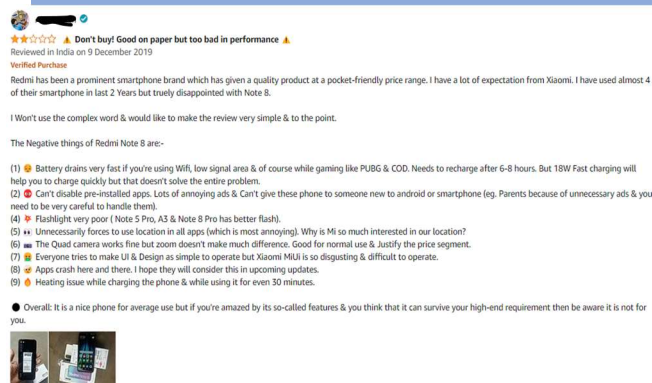 Don't buy! Good on paper but too bad in performance
Reviewed in India on 9 December 2019
Verified Purchase
Redmi has been a prominent smartphone brand which has given a quality product at a pocket-friendly price range. I have a lot of expectation from Xiaomi. I have used almost 4
of their smartphone in last 2 Years but truely disappointed with Note 8.
I Won't use the complex word & would like to make the review very simple & to the point.
The Negative things of Redmi Note 8 are:-
(1) 😡 Battery drains very fast if you're using Wifi, low signal area & of course while gaming like PUBG & COD. Needs to recharge after 6-8 hours. But 18W Fast charging will
help you to charge quickly but that doesn't solve the entire problem.
(2) Can't disable pre-installed apps. Lots of annoying ads & Can't give these phone to someone new to android or smartphone (eg. Parents because of unnecessary ads & you
need to be very careful to handle them).
(4) Flashlight very poor ( Note 5 Pro, A3 & Note 8 Pro has better flash).
(5) 👀 Unnecessarily forces to use location in all apps (which is most annoying). Why is Mi so much interested in our location?
(6) The Quad camera works fine but zoom doesn't make much difference. Good for normal use & Justify the price segment.
(7) Everyone tries to make UI & Design as simple to operate but Xiaomi MiUi is so disgusting & difficult to operate.
(8) Apps crash here and there. I hope they will consider this in upcoming updates.
(9) 🔥 Heating issue while charging the phone & while using it for even 30 minutes.
● Overall: It is a nice phone for average use but if you're amazed by its so-called features & you think that it can survive your high-end requirement then be aware it is not for
you.